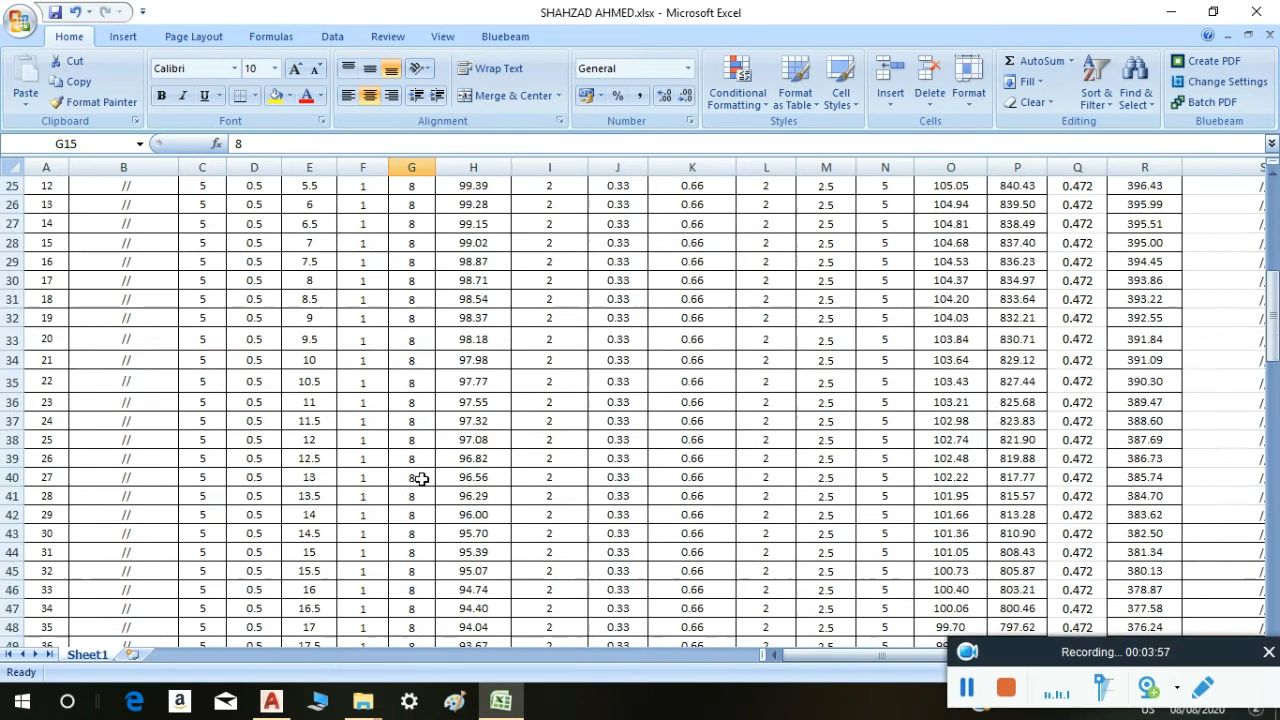 SHAHZAD AHMED.xlsx - Microsoft Excel
Home Insert Page Layout Formulas Data Review View Bluebeam
Paste Cut Copy Format Painter Clipboard
Calibri 10 B I U A Font
Wrap Text Merge & Center Alignment
General % , Number
Conditional Formatting Format as Table Cell Styles Styles
Insert Delete Format Cells
AutoSum Fill Clear Sort & Filter Find & Select Editing
Create PDF Change Settings Batch PDF Bluebeam
G15 fx 8
A B C D E F G H I J K L M N O P Q R S
25 12 // 5 0.5 5.5 1 8 99.39 2 0.33 0.66 2 2.5 5 105.05 840.43 0.472 396.43
26 13 // 5 0.5 6 1 8 99.28 2 0.33 0.66 2 2.5 5 104.94 839.50 0.472 395.99
27 14 // 5 0.5 6.5 1 8 99.15 2 0.33 0.66 2 2.5 5 104.81 838.49 0.472 395.51
28 15 // 5 0.5 7 1 8 99.02 2 0.33 0.66 2 2.5 5 104.68 837.40 0.472 395.00
29 16 // 5 0.5 7.5 1 8 98.87 2 0.33 0.66 2 2.5 5 104.53 836.23 0.472 394.45
30 17 // 5 0.5 8 1 8 98.71 2 0.33 0.66 2 2.5 5 104.37 834.97 0.472 393.86
31 18 // 5 0.5 8.5 1 8 98.54 2 0.33 0.66 2 2.5 5 104.20 833.64 0.472 393.22
32 19 // 5 0.5 9 1 8 98.37 2 0.33 0.66 2 2.5 5 104.03 832.21 0.472 392.55
33 20 // 5 0.5 9.5 1 8 98.18 2 0.33 0.66 2 2.5 5 103.84 830.71 0.472 391.84
34 21 // 5 0.5 10 1 8 97.98 2 0.33 0.66 2 2.5 5 103.64 829.12 0.472 391.09
35 22 // 5 0.5 10.5 1 8 97.77 2 0.33 0.66 2 2.5 5 103.43 827.44 0.472 390.30
36 23 // 5 0.5 11 1 8 97.55 2 0.33 0.66 2 2.5 5 103.21 825.68 0.472 389.47
37 24 // 5 0.5 11.5 1 8 97.32 2 0.33 0.66 2 2.5 5 102.98 823.83 0.472 388.60
38 25 // 5 0.5 12 1 8 97.08 2 0.33 0.66 2 2.5 5 102.74 821.90 0.472 387.69
39 26 // 5 0.5 12.5 1 8 96.82 2 0.33 0.66 2 2.5 5 102.48 819.88 0.472 386.73
40 27 // 5 0.5 13 1 8 96.56 2 0.33 0.66 2 2.5 5 102.22 817.77 0.472 385.74
41 28 // 5 0.5 13.5 1 8 96.29 2 0.33 0.66 2 2.5 5 101.95 815.57 0.472 384.70
42 29 // 5 0.5 14 1 8 96.00 2 0.33 0.66 2 2.5 5 101.66 813.28 0.472 383.62
43 30 // 5 0.5 14.5 1 8 95.70 2 0.33 0.66 2 2.5 5 101.36 810.90 0.472 382.50
44 31 // 5 0.5 15 1 8 95.39 2 0.33 0.66 2 2.5 5 101.05 808.43 0.472 381.34
45 32 // 5 0.5 15.5 1 8 95.07 2 0.33 0.66 2 2.5 5 100.73 805.87 0.472 380.13
46 33 // 5 0.5 16 1 8 94.74 2 0.33 0.66 2 2.5 5 100.40 803.21 0.472 378.87
47 34 // 5 0.5 16.5 1 8 94.40 2 0.33 0.66 2 2.5 5 100.06 800.46 0.472 377.58
48 35 // 5 0.5 17 1 8 94.04 2 0.33 0.66 2 2.5 5 99.70 797.62 0.472 376.24
49 36 // 5 0.5 17.5 1 8 93.67 2 0.33 0.66 2 2.5 5
Sheet1
Ready
Recording... 00:03:57
US 08/08/2020